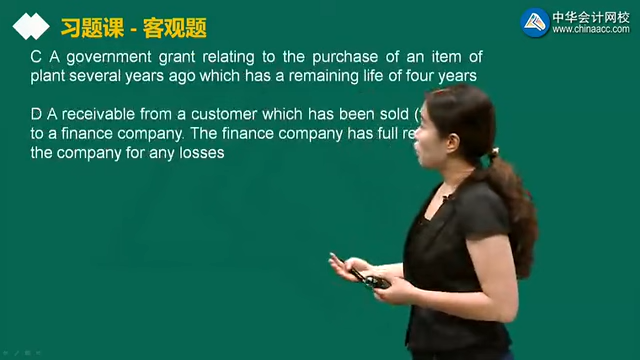 习题课 - 客观题
中华会计网校
www.chinaacc.com
C A government grant relating to the purchase of an item of
plant several years ago which has a remaining life of four years
D A receivable from a customer which has been sold
to a finance company. The finance company has full
the company for any losses